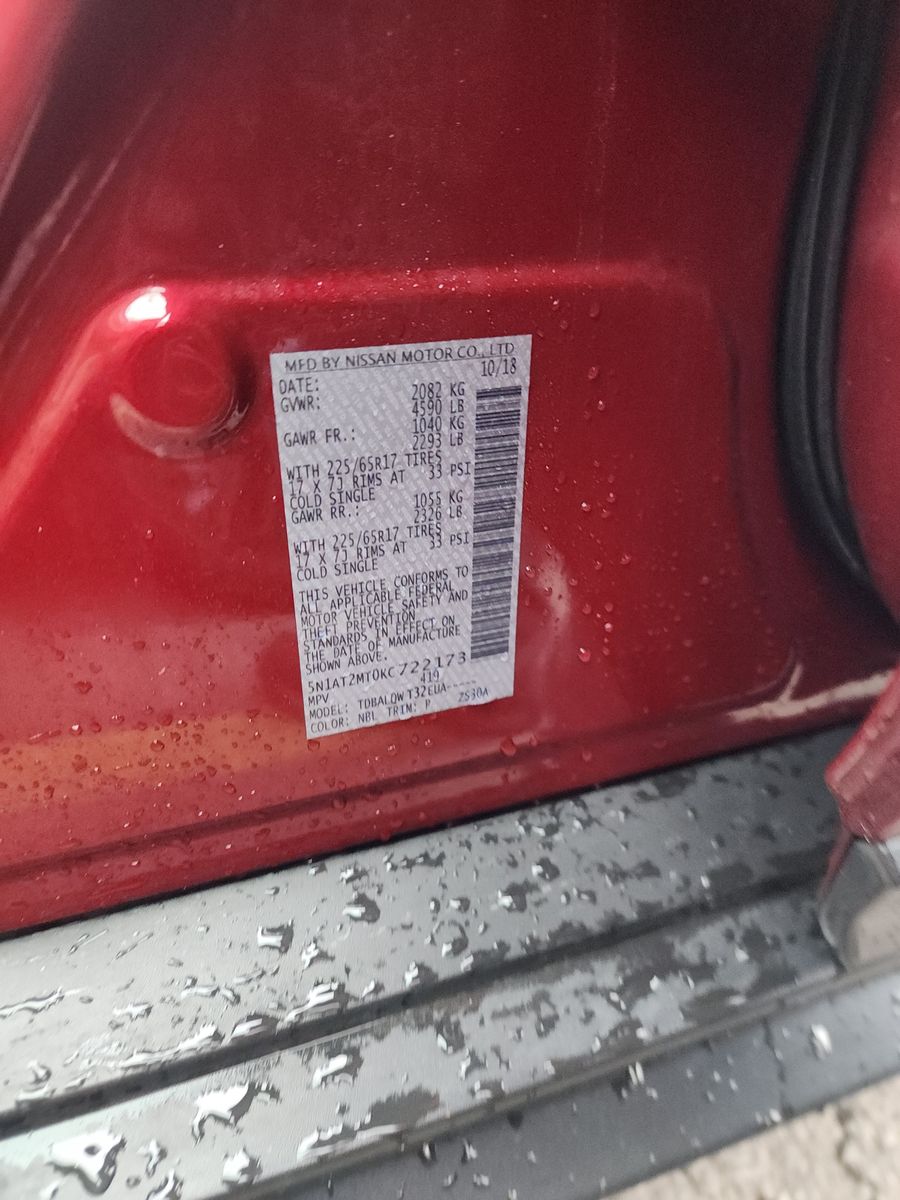 MFD BY NISSAN MOTOR CO., LTD
DATE: 10/18
GVWR: 2082 KG
4590 LB
GAWR FR.: 1040 KG
2293 LB
WITH 225/65R17 TIRES
17 X 7J RIMS AT 33 PSI
COLD SINGLE
GAWR RR.: 1055 KG
2326 LB
WITH 225/65R17 TIRES
17 X 7J RIMS AT 33 PSI
COLD SINGLE
THIS VEHICLE CONFORMS TO
ALL APPLICABLE FEDERAL
MOTOR VEHICLE SAFETY AND
THEFT PREVENTION
STANDARDS IN EFFECT ON
THE DATE OF MANUFACTURE
SHOWN ABOVE.
5N1AT2MT0KC722173
MPV 419
MODEL: TDBALQWT32EUA-----
COLOR: NBL TRIM: P ZS30A